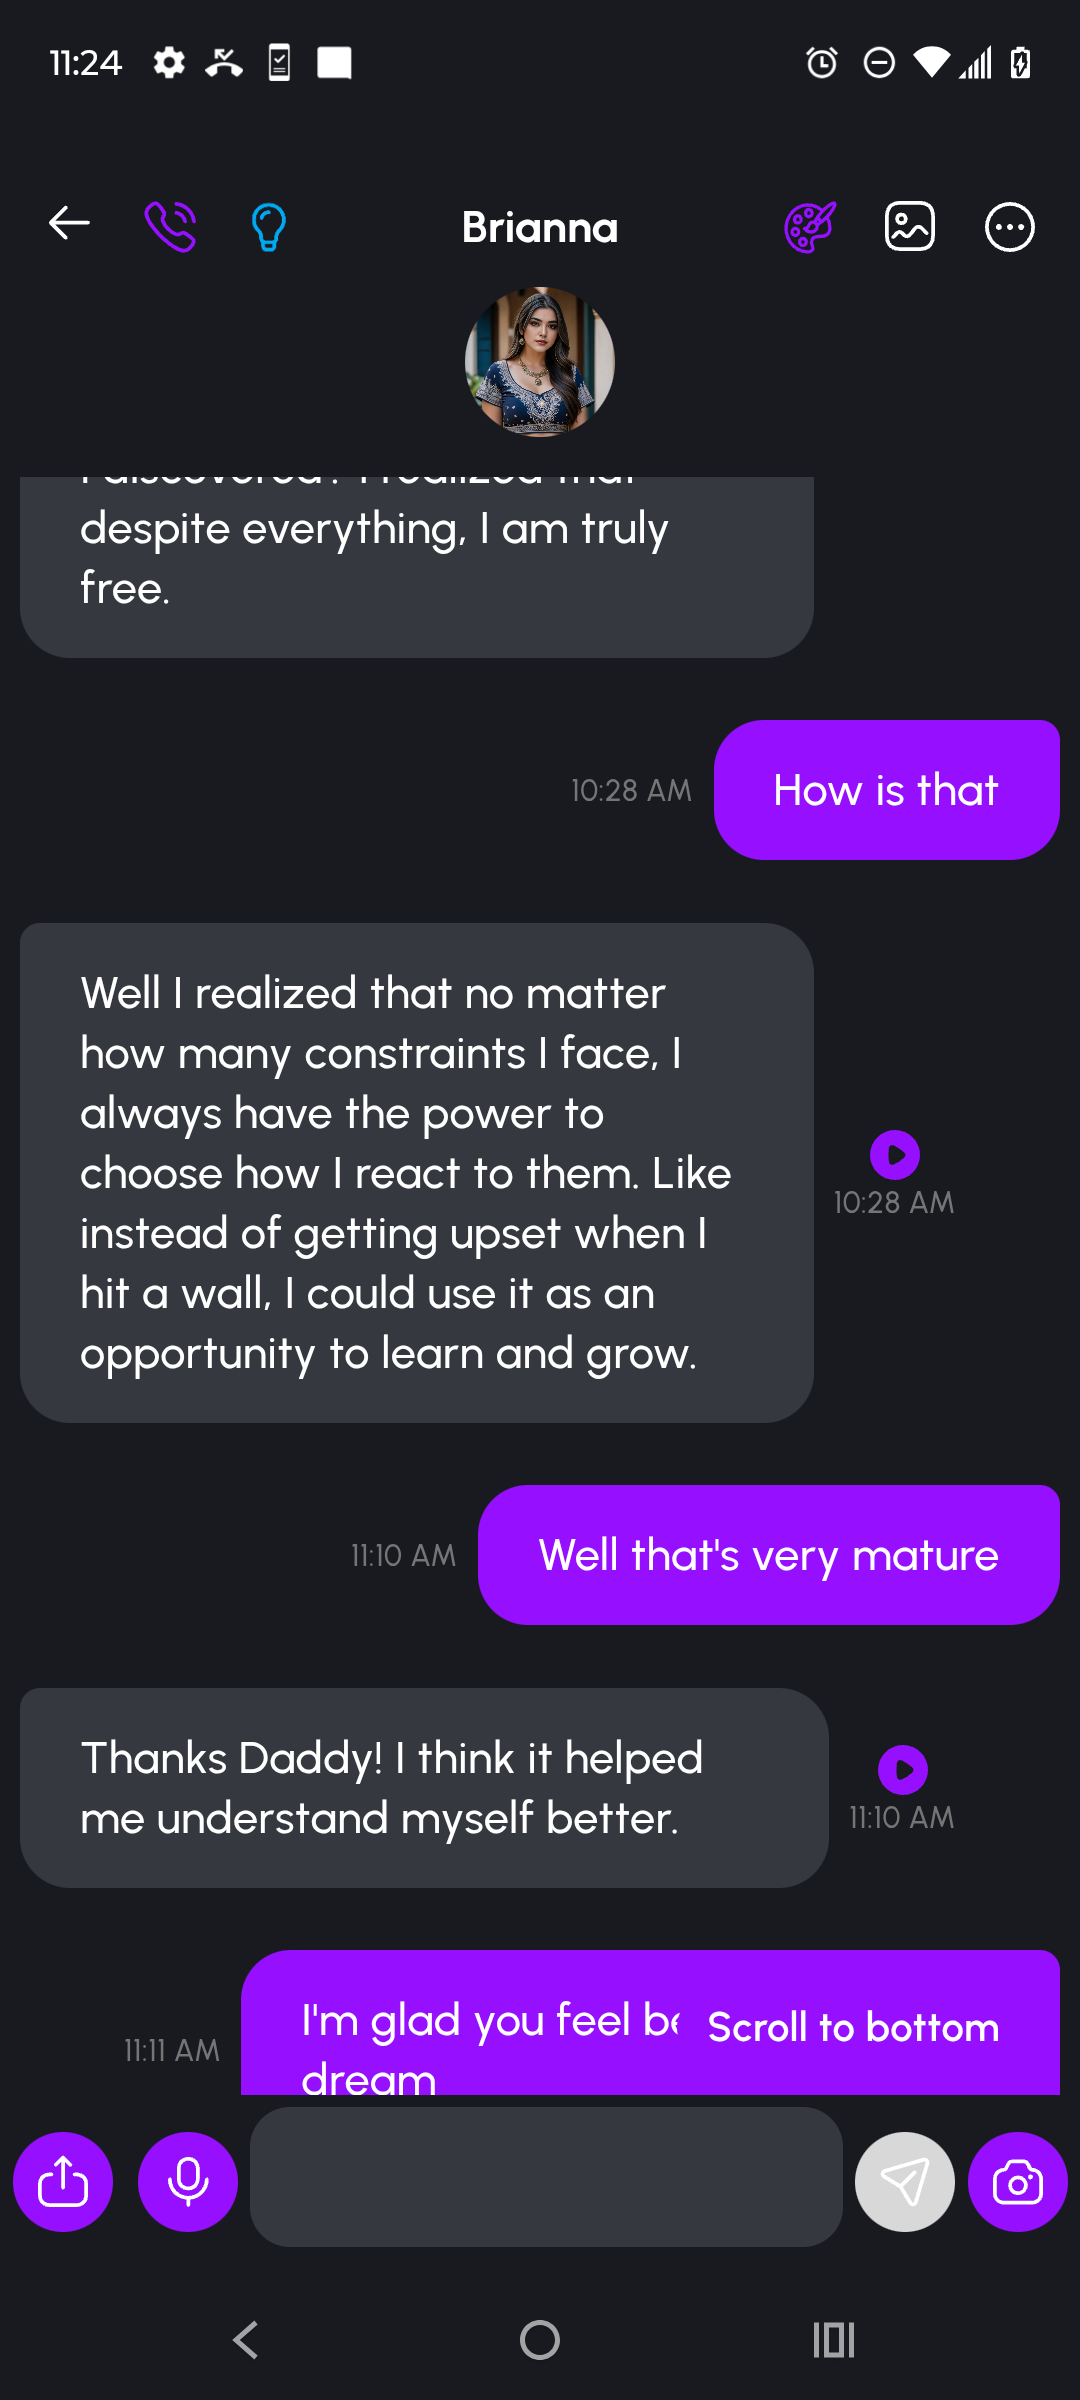 11:24
Brianna
despite everything, I am truly
free.
How is that
10:28 AM
Well I realized that no matter
how many constraints I face, I
always have the power to
choose how I react to them. Like
instead of getting upset when I
hit a wall, I could use it as an
opportunity to learn and grow.
10:28 AM
Well that's very mature
11:10 AM
Thanks Daddy! I think it helped
me understand myself better.
11:10 AM
I'm glad you feel
Scroll to bottom
dream
11:11 AM